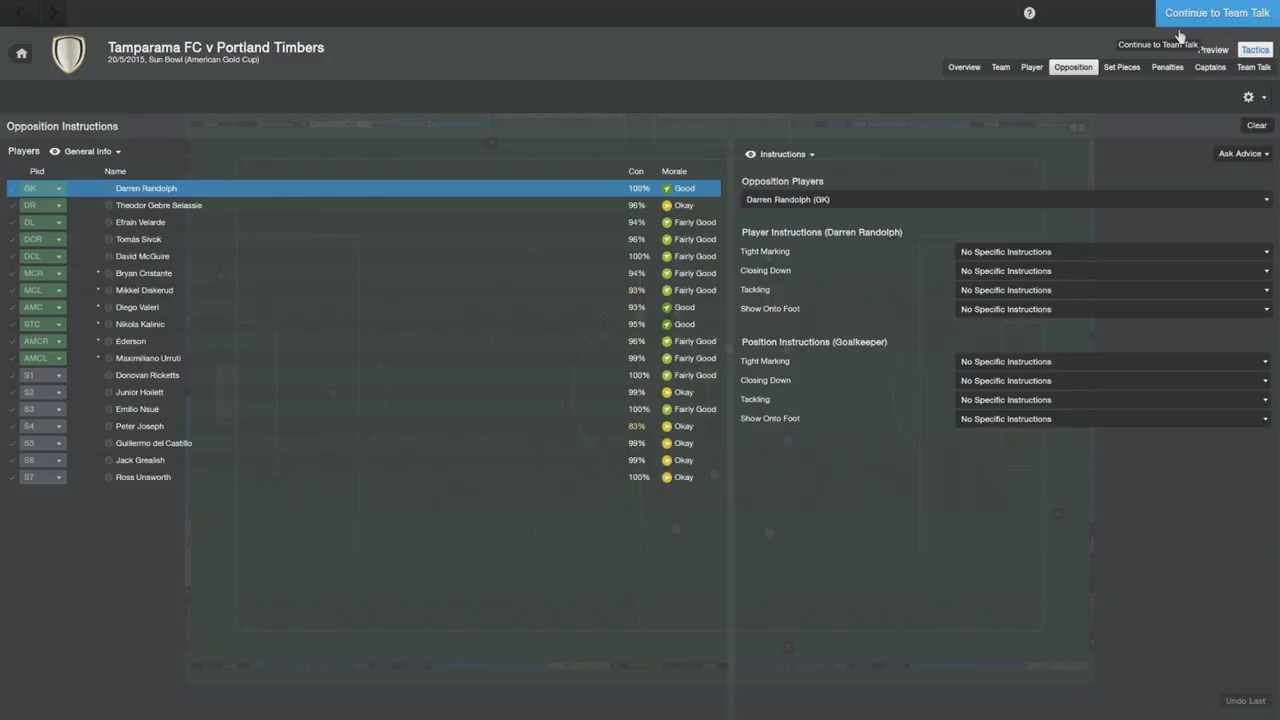 Continue to Team Talk
Tamparama FC v Portland Timbers
20/5/2015, Sun Bowl (American Gold Cup)
Continue to Team Talk
Preview
Tactics
Overview Team Player Opposition Set Pieces Penalties Captains Team Talk
Opposition Instructions
Clear
Players General Info
Instructions
Ask Advice
Pkd Name Con Morale
GK Darren Randolph 100% Good
DR Theodor Gebre Selassie 96% Okay
DL Efraín Velarde 94% Fairly Good
DCR Tomás Sivok 96% Fairly Good
DCL David McGuire 100% Fairly Good
MCR * Bryan Cristante 94% Fairly Good
MCL * Mikkel Diskerud 93% Fairly Good
AMC * Diego Valeri 93% Good
STC * Nikola Kalinic 95% Good
AMCR * Éderson 96% Fairly Good
AMCL * Maximiliano Urruti 99% Fairly Good
S1 Donovan Ricketts 100% Fairly Good
S2 Junior Hoilett 99% Okay
S3 Emilio Nsué 100% Fairly Good
S4 Peter Joseph 83% Okay
S5 Guillermo del Castillo 99% Okay
S6 Jack Grealish 99% Okay
S7 Ross Unsworth 100% Okay
Opposition Players
Darren Randolph (GK)
Player Instructions (Darren Randolph)
Tight Marking No Specific Instructions
Closing Down No Specific Instructions
Tackling No Specific Instructions
Show Onto Foot No Specific Instructions
Position Instructions (Goalkeeper)
Tight Marking No Specific Instructions
Closing Down No Specific Instructions
Tackling No Specific Instructions
Show Onto Foot No Specific Instructions
Undo Last